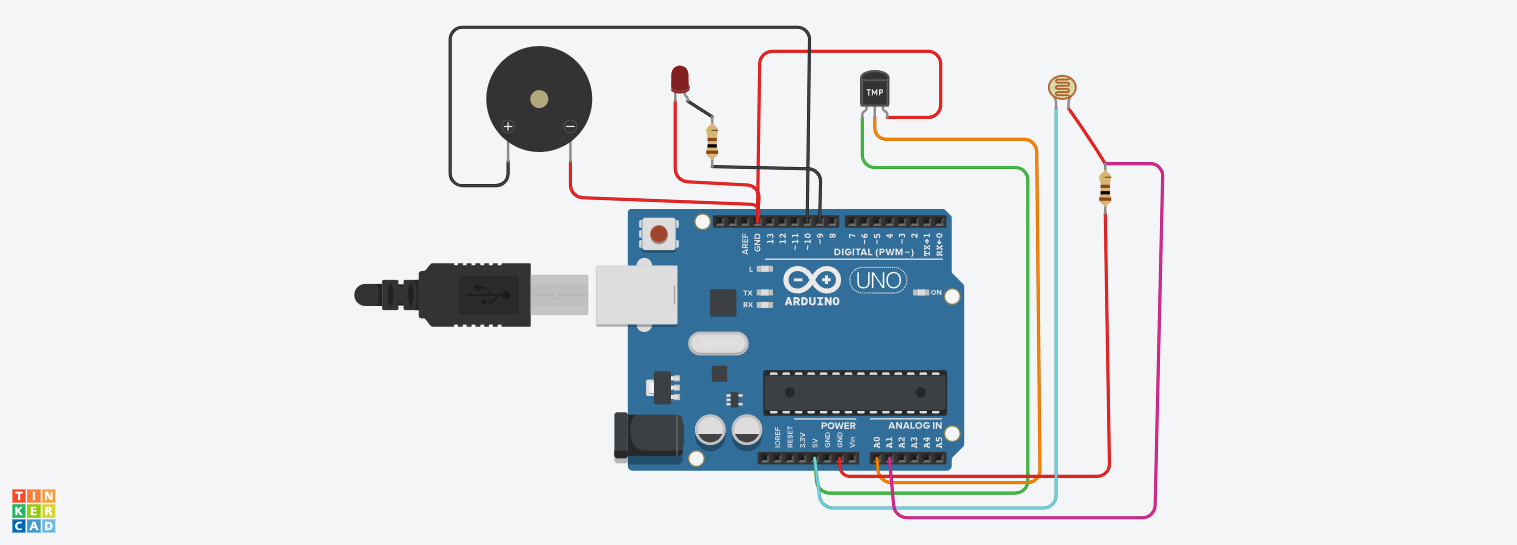 TMP
+
−
AREF
GND
13
12
~11
~10
~9
8
7
~6
~5
4
~3
2
TX→1
RX←0
DIGITAL (PWM~)
L
TX
RX
ARDUINO
UNO
ON
POWER
ANALOG IN
IOREF
RESET
3.3V
5V
GND
GND
Vin
A0
A1
A2
A3
A4
A5
TIN
KER
CAD